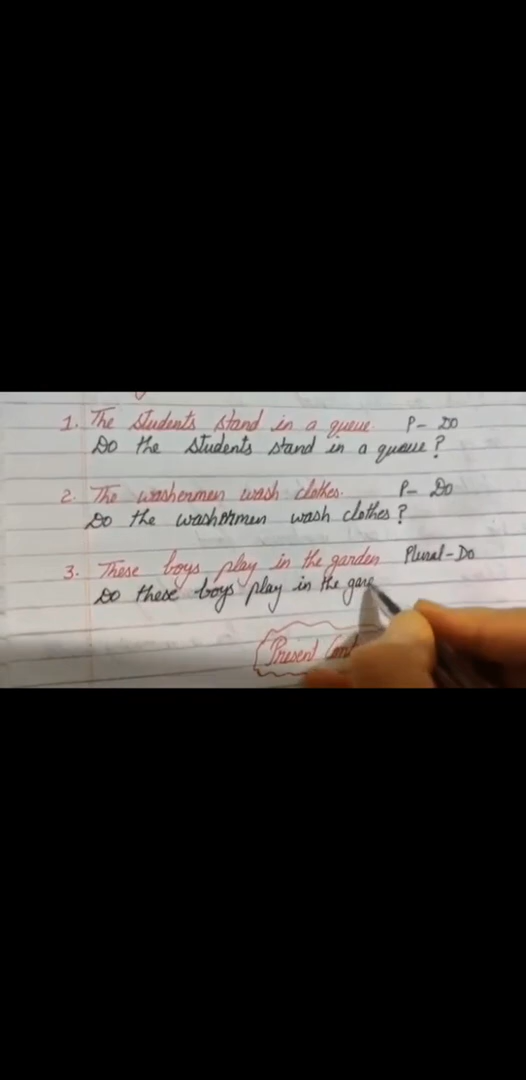 1. The students stand in a queue. P- DO
Do the students stand in a queue?
2. The washermen wash clothes. P- Do
Do the washermen wash clothes?
3. These boys play in the garden Plural-Do
Do these boys play in the gard
Present Cont